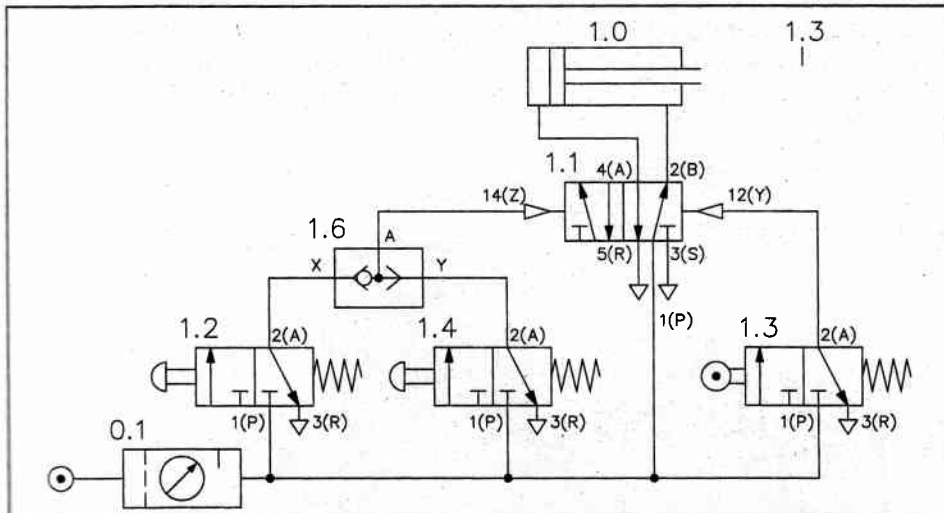 1.0 1.3
1.1 4(A) 2(B)
14(Z) 12(Y)
1.6 A
5(R) 3(S)
X Y
1(P)
1.2 2(A) 1.4 2(A) 1.3 2(A)
1(P) 3(R) 1(P) 3(R) 1(P) 3(R)
0.1